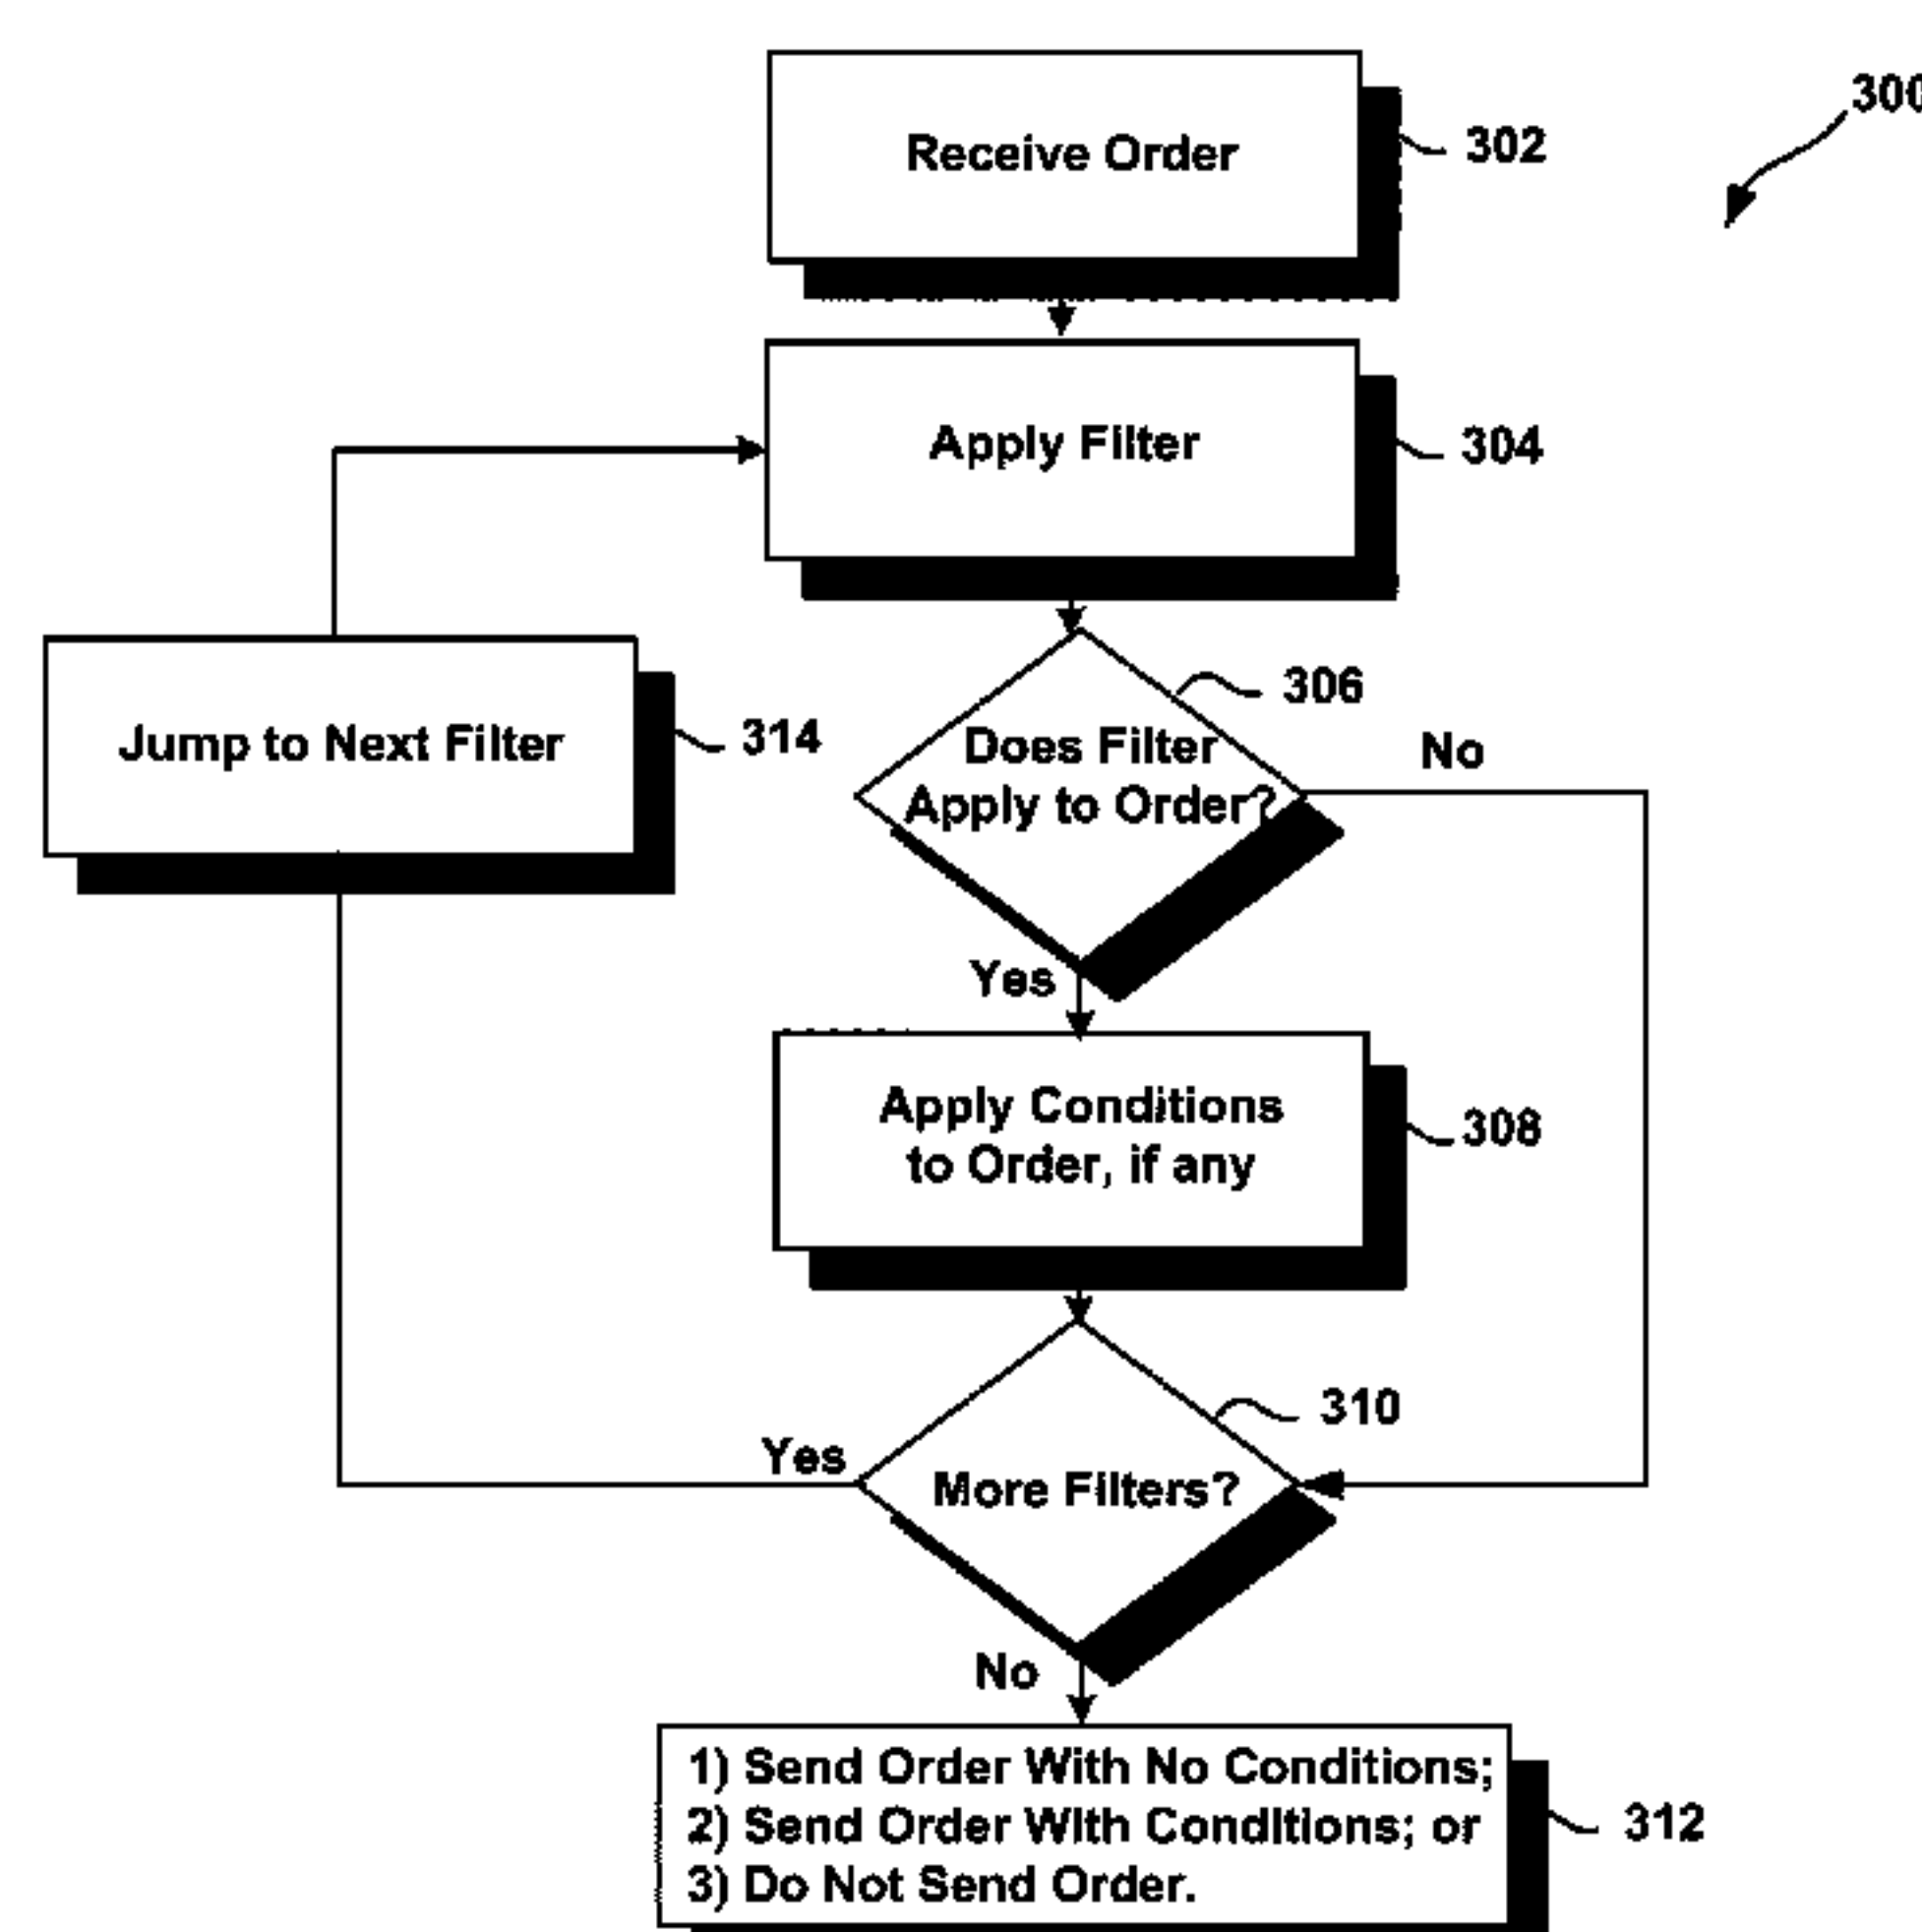 300
Receive Order
302
Apply Filter
304
Jump to Next Filter
314
306
Does Filter
Apply to Order?
No
Yes
Apply Conditions
to Order, if any
308
310
More Filters?
Yes
No
1) Send Order With No Conditions;
2) Send Order With Conditions; or
3) Do Not Send Order.
312